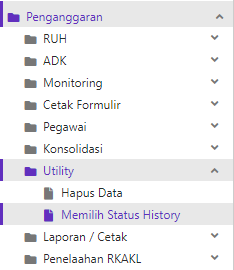 Penganggaran
RUH
ADK
Monitoring
Cetak Formulir
Pegawai
Konsolidasi
Utility
Hapus Data
Memilih Status History
Laporan / Cetak
Penelaahan RKAKL